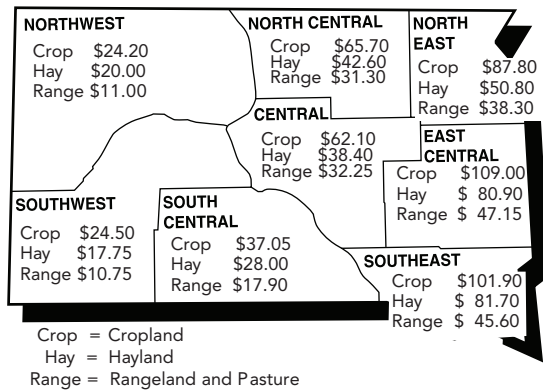 NORTHWEST
Crop $24.20
Hay $20.00
Range $11.00
NORTH CENTRAL
Crop $65.70
Hay $42.60
Range $31.30
NORTH
EAST
Crop $87.80
Hay $50.80
Range $38.30
CENTRAL
Crop $62.10
Hay $38.40
Range $32.25
EAST
CENTRAL
Crop $109.00
Hay $ 80.90
Range $ 47.15
SOUTHWEST
Crop $24.50
Hay $17.75
Range $10.75
SOUTH
CENTRAL
Crop $37.05
Hay $28.00
Range $17.90
SOUTHEAST
Crop $101.90
Hay $ 81.70
Range $ 45.60
Crop = Cropland
Hay = Hayland
Range = Rangeland and Pasture